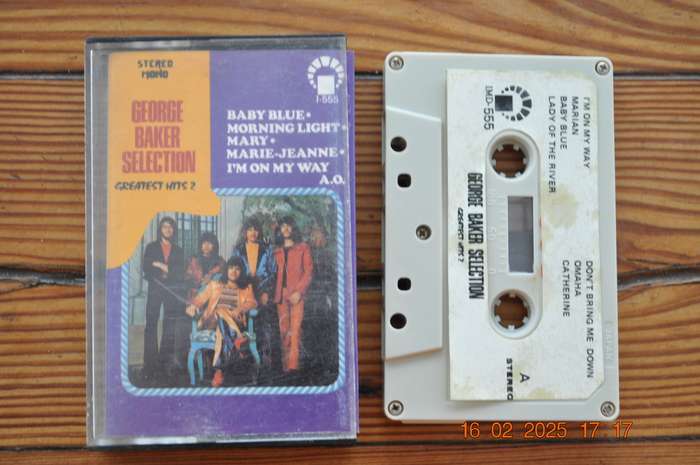 STEREO
MONO
I-555
GEORGE
BAKER
SELECTION
GREATEST HITS 2
BABY BLUE•
MORNING LIGHT•
MARY•
MARIE-JEANNE•
I'M ON MY WAY
A.O.
IMD-555
I'M ON MY WAY
MARIAN
BABY BLUE
LADY OF THE RIVER
DON'T BRING ME DOWN
OMAHA
CATHERINE
GEORGE BAKER SELECTION
GREATEST HITS 2
A
STEREO
16 02 2025 17:17